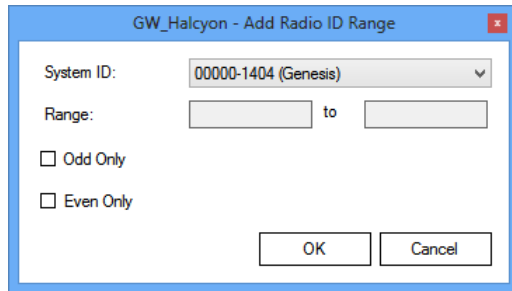 GW_Halcyon - Add Radio ID Range
x
System ID: 00000-1404 (Genesis)
Range: to
Odd Only
Even Only
OK Cancel